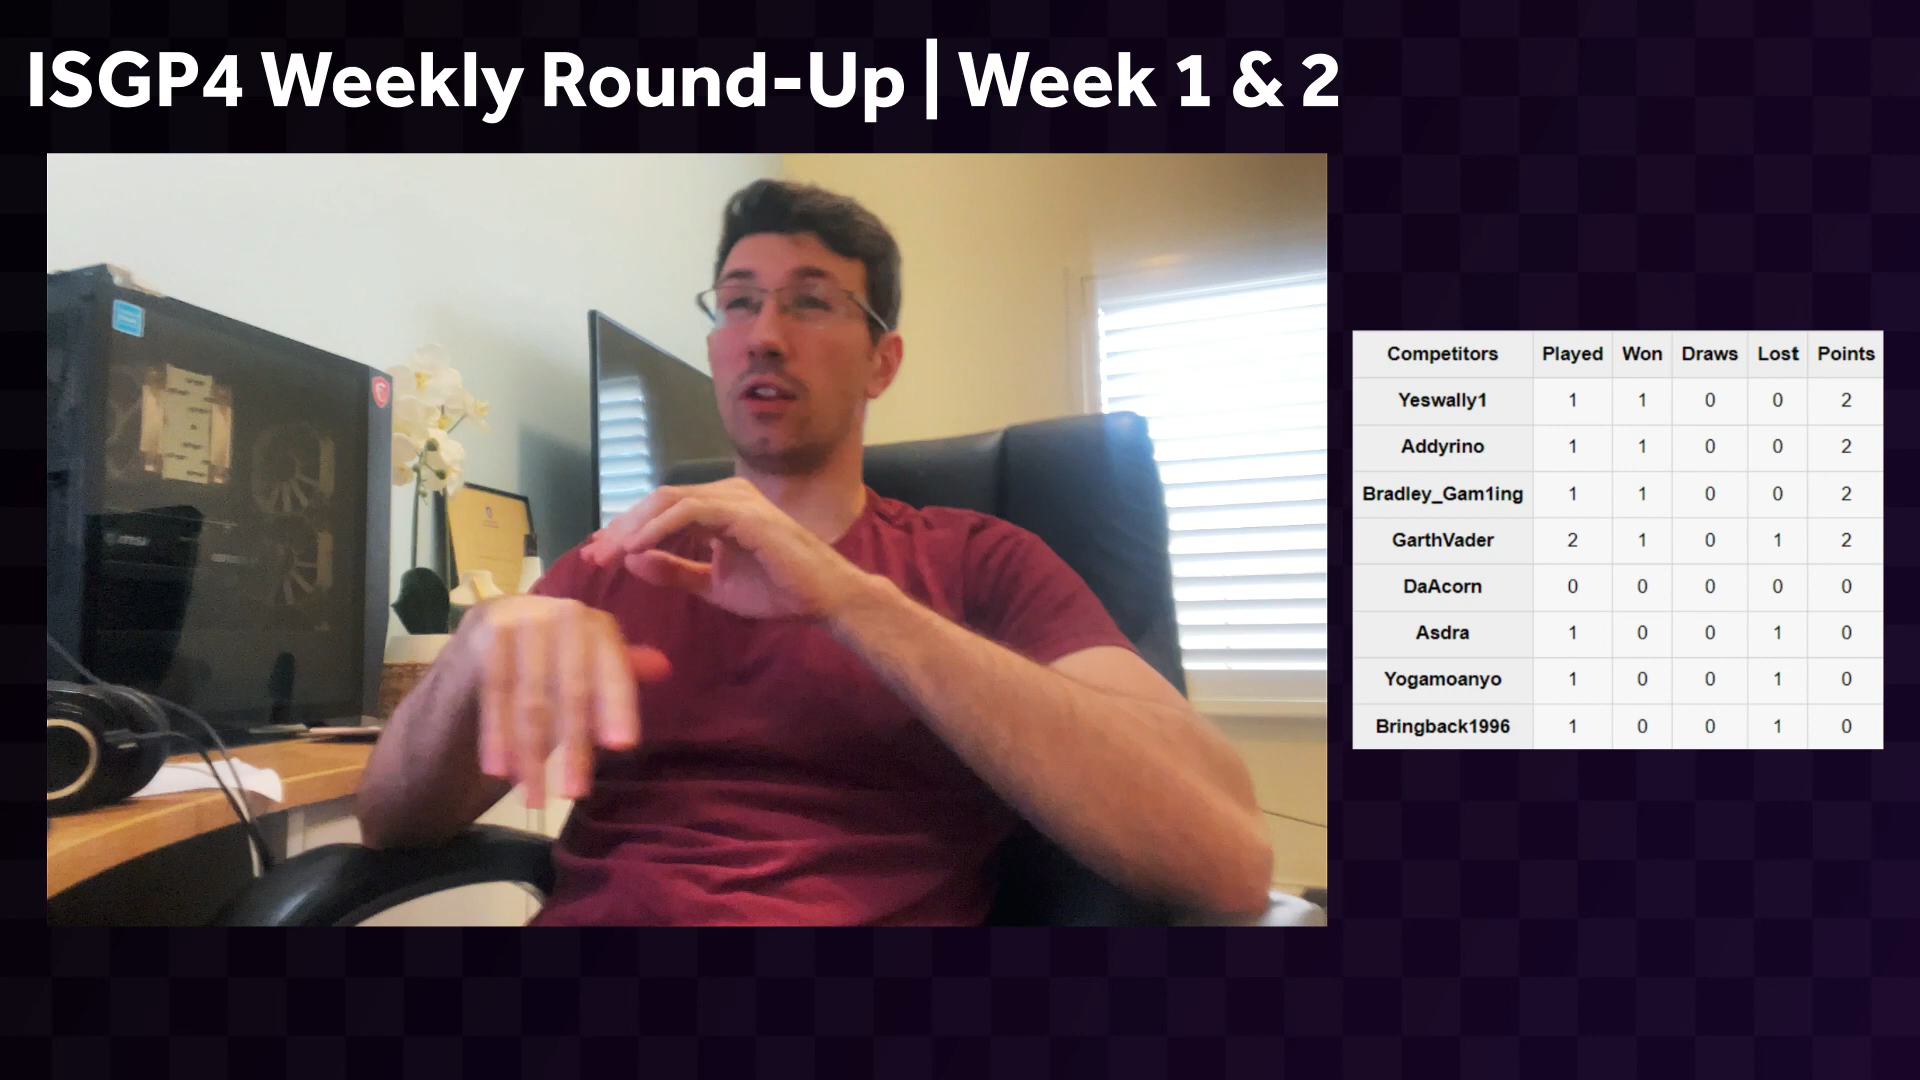 ISGP4 Weekly Round-Up | Week 1 & 2
Competitors Played Won Draws Lost Points
Yeswally1 1 1 0 0 2
Addyrino 1 1 0 0 2
Bradley_Gam1ing 1 1 0 0 2
GarthVader 2 1 0 1 2
DaAcorn 0 0 0 0 0
Asdra 1 0 0 1 0
Yogamoanyo 1 0 0 1 0
Bringback1996 1 0 0 1 0